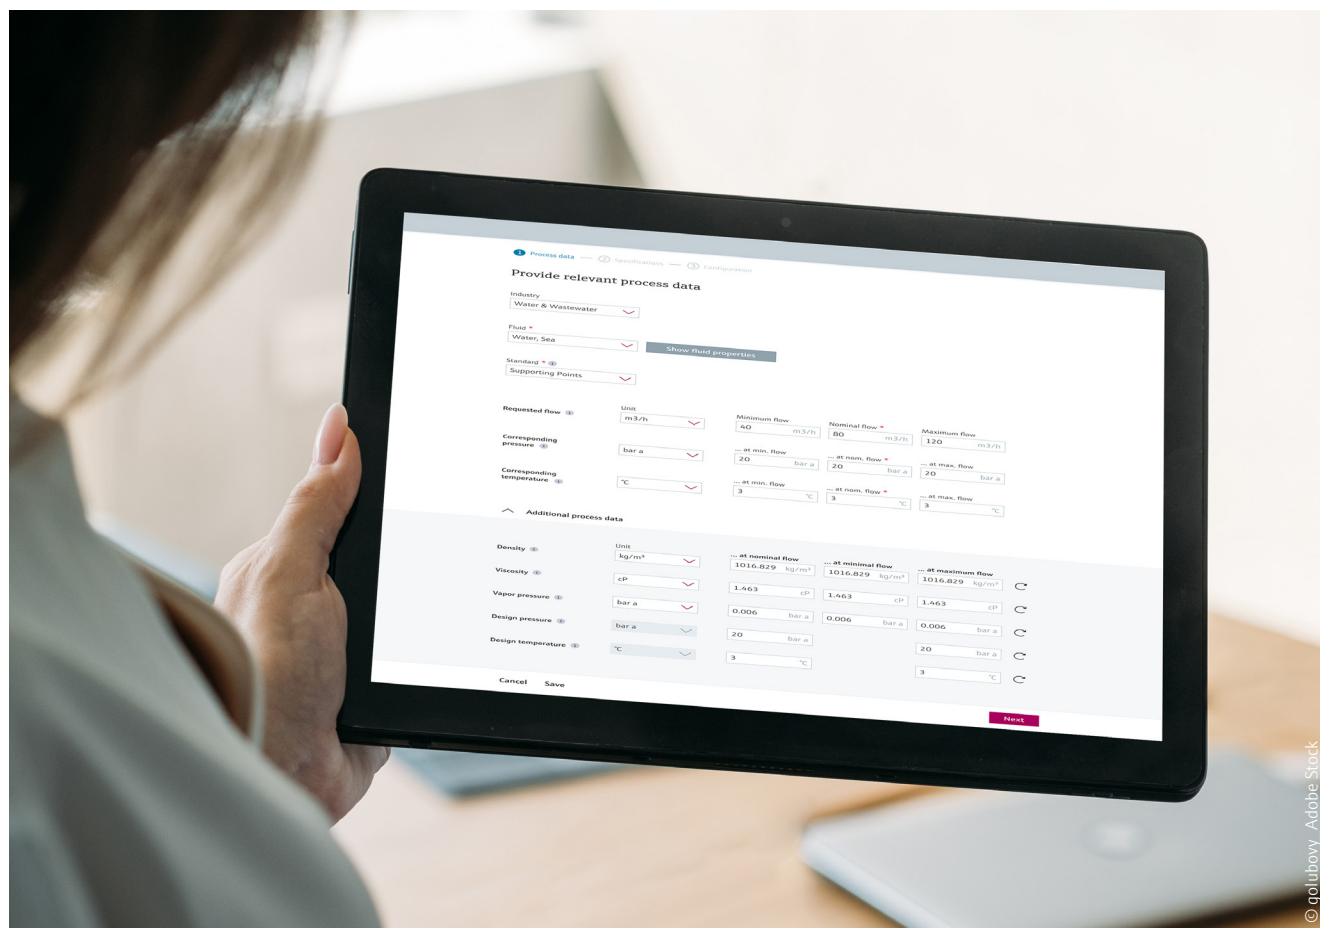 1 Process data — 2 Specifications — 3 Configuration
Provide relevant process data
Industry
Water & Wastewater
Fluid *
Water, Sea
Show fluid properties
Standard * i
Supporting Points
Requested flow i
Unit
m3/h
Minimum flow
40 m3/h
Nominal flow *
80 m3/h
Maximum flow
120 m3/h
Corresponding
pressure i
bar a
... at min. flow
20 bar a
... at nom. flow *
20 bar a
... at max. flow
20 bar a
Corresponding
temperature i
°C
... at min. flow
3 °C
... at nom. flow *
3 °C
... at max. flow
3 °C
Additional process data
Density i
Unit
kg/m³
... at nominal flow
1016.829 kg/m³
... at minimal flow
1016.829 kg/m³
... at maximum flow
1016.829 kg/m³
Viscosity i
cP
1.463 cP
1.463 cP
1.463 cP
Vapor pressure i
bar a
0.006 bar a
0.006 bar a
0.006 bar a
Design pressure i
bar a
20 bar a
20 bar a
Design temperature i
°C
3 °C
3 °C
Cancel Save
Next
© golubovy Adobe Stock